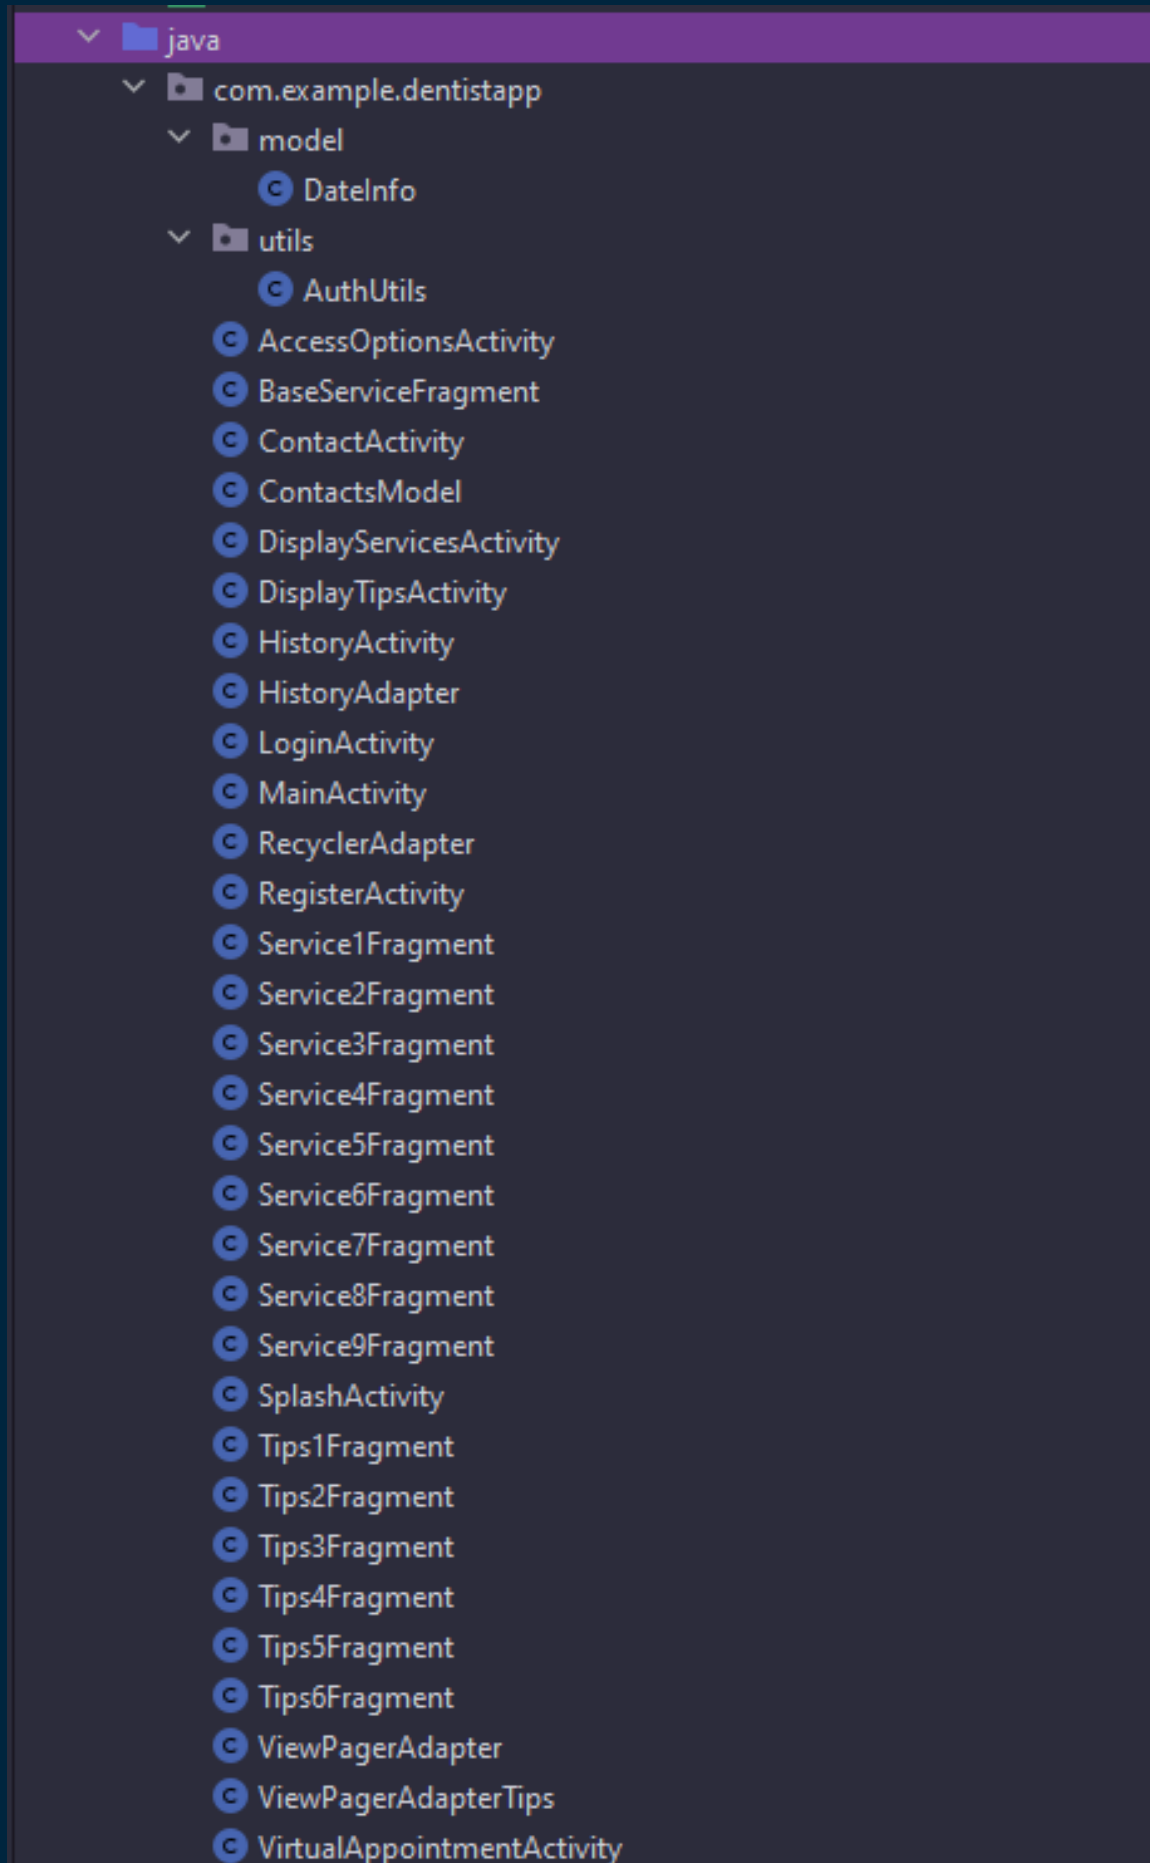 java
com.example.dentistapp
model
C DateInfo
utils
C AuthUtils
C AccessOptionsActivity
C BaseServiceFragment
C ContactActivity
C ContactsModel
C DisplayServicesActivity
C DisplayTipsActivity
C HistoryActivity
C HistoryAdapter
C LoginActivity
C MainActivity
C RecyclerAdapter
C RegisterActivity
C Service1Fragment
C Service2Fragment
C Service3Fragment
C Service4Fragment
C Service5Fragment
C Service6Fragment
C Service7Fragment
C Service8Fragment
C Service9Fragment
C SplashActivity
C Tips1Fragment
C Tips2Fragment
C Tips3Fragment
C Tips4Fragment
C Tips5Fragment
C Tips6Fragment
C ViewPagerAdapter
C ViewPagerAdapterTips
C VirtualAppointmentActivity